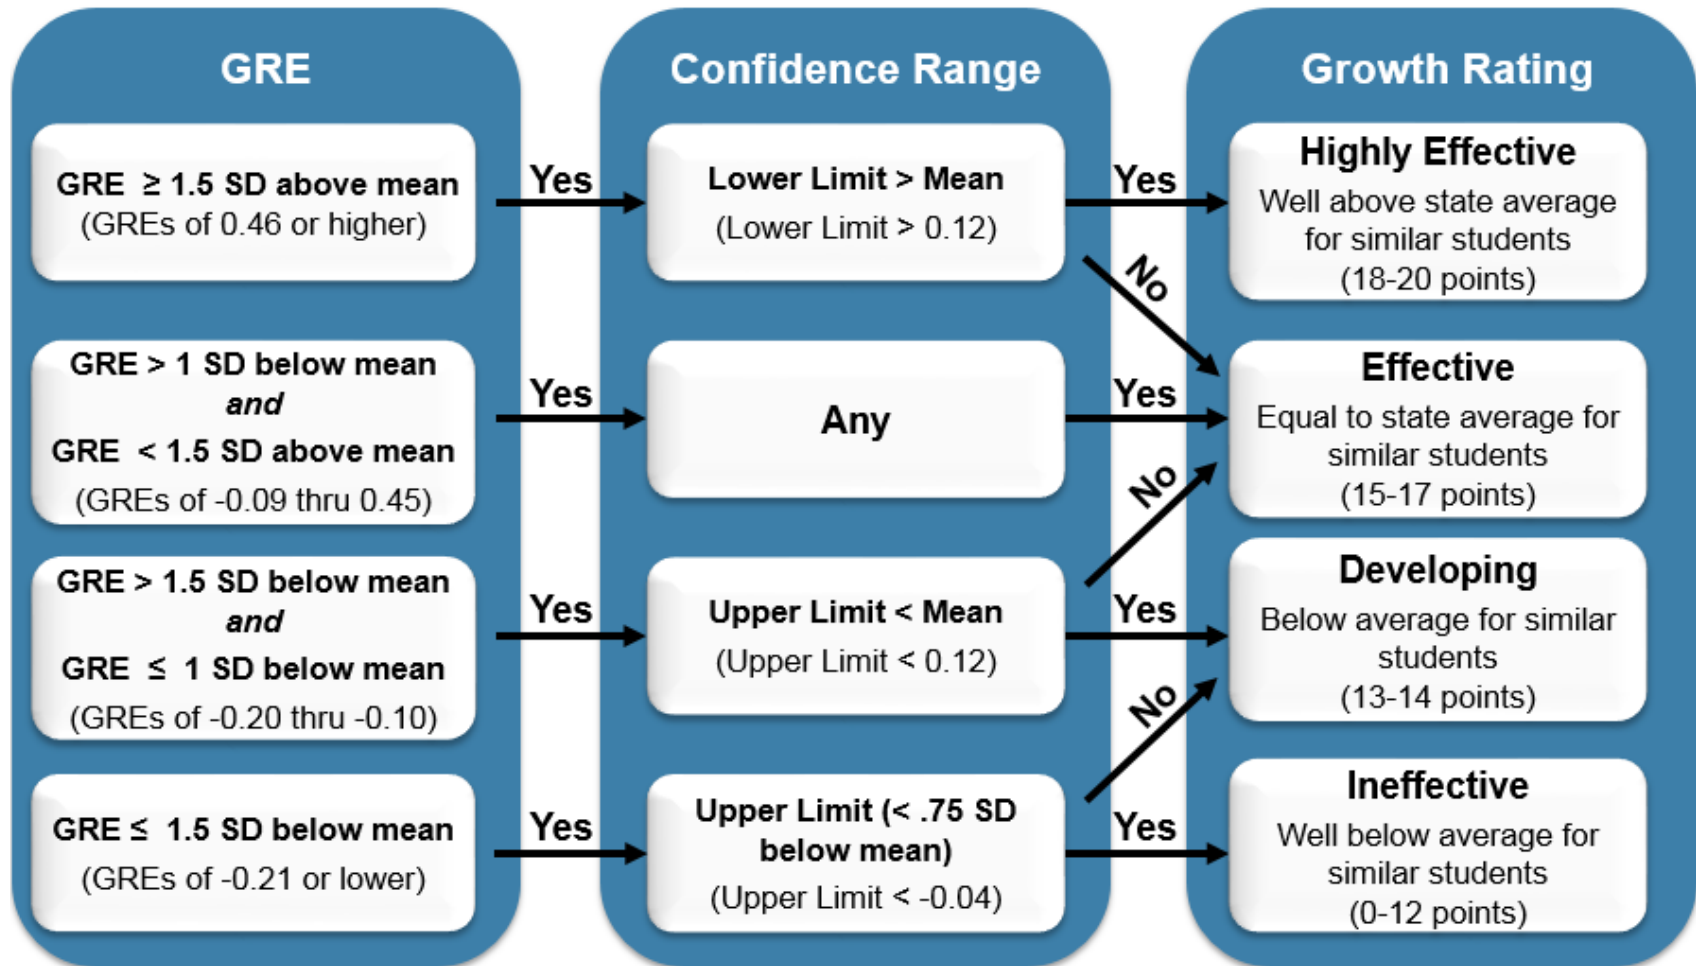 GRE
GRE ≥ 1.5 SD above mean
(GREs of 0.46 or higher)
GRE > 1 SD below mean
and
GRE < 1.5 SD above mean
(GREs of -0.09 thru 0.45)
GRE > 1.5 SD below mean
and
GRE ≤ 1 SD below mean
(GREs of -0.20 thru -0.10)
GRE ≤ 1.5 SD below mean
(GREs of -0.21 or lower)
Yes
Yes
Yes
Yes
Confidence Range
Lower Limit > Mean
(Lower Limit > 0.12)
Any
Upper Limit < Mean
(Upper Limit < 0.12)
Upper Limit (< .75 SD
below mean)
(Upper Limit < -0.04)
Yes
No
Yes
No
Yes
No
Yes
Growth Rating
Highly Effective
Well above state average
for similar students
(18-20 points)
Effective
Equal to state average for
similar students
(15-17 points)
Developing
Below average for similar
students
(13-14 points)
Ineffective
Well below average for
similar students
(0-12 points)